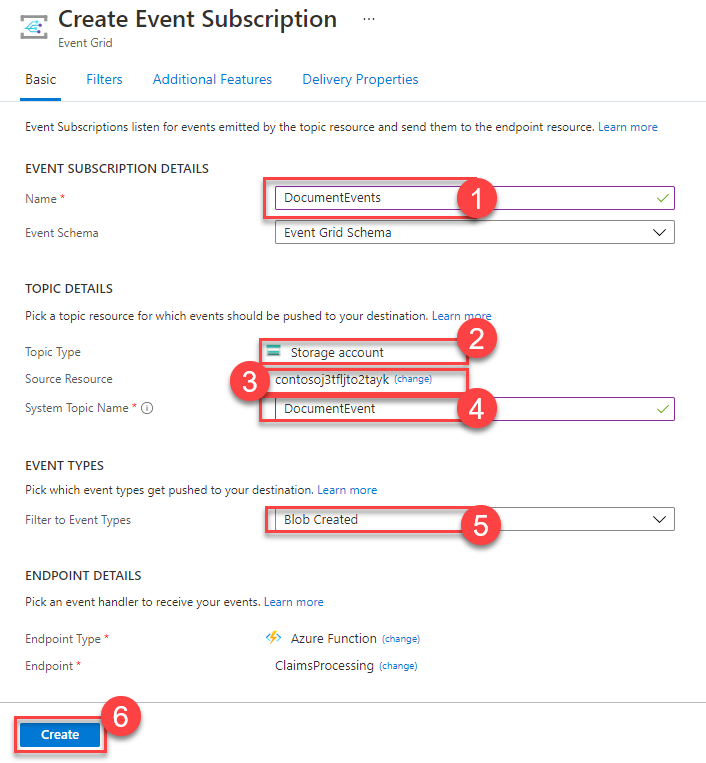 Create Event Subscription ...
Event Grid
Basic Filters Additional Features Delivery Properties
Event Subscriptions listen for events emitted by the topic resource and send them to the endpoint resource. Learn more
EVENT SUBSCRIPTION DETAILS
Name * DocumentEvents 1
Event Schema Event Grid Schema
TOPIC DETAILS
Pick a topic resource for which events should be pushed to your destination. Learn more
Topic Type Storage account 2
Source Resource 3 contosoj3tfljto2tayk (change)
System Topic Name * DocumentEvent 4
EVENT TYPES
Pick which event types get pushed to your destination. Learn more
Filter to Event Types Blob Created 5
ENDPOINT DETAILS
Pick an event handler to receive your events. Learn more
Endpoint Type * Azure Function (change)
Endpoint * ClaimsProcessing (change)
Create 6